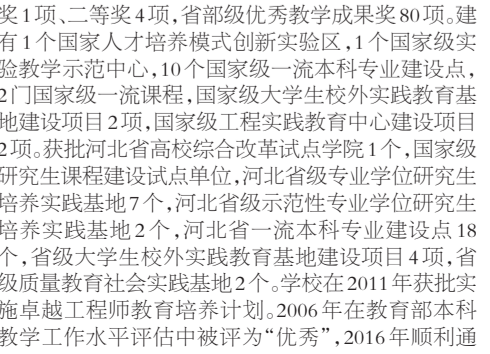 奖1项、二等奖4项,省部级优秀教学成果奖80项。建
有1个国家人才培养模式创新实验区,1个国家级实
验教学示范中心,10个国家级一流本科专业建设点,
2门国家级一流课程,国家级大学生校外实践教育基
地建设项目2项,国家级工程实践教育中心建设项目
2项。获批河北省高校综合改革试点学院1个,国家级
研究生课程建设试点单位,河北省级专业学位研究生
培养实践基地7个,河北省级示范性专业学位研究生
培养实践基地2个,河北省一流本科专业建设点18
个,省级大学生校外实践教育基地建设项目4项,省
级质量教育社会实践基地2个。学校在2011年获批实
施卓越工程师教育培养计划。2006年在教育部本科
教学工作水平评估中被评为“优秀”,2016年顺利通